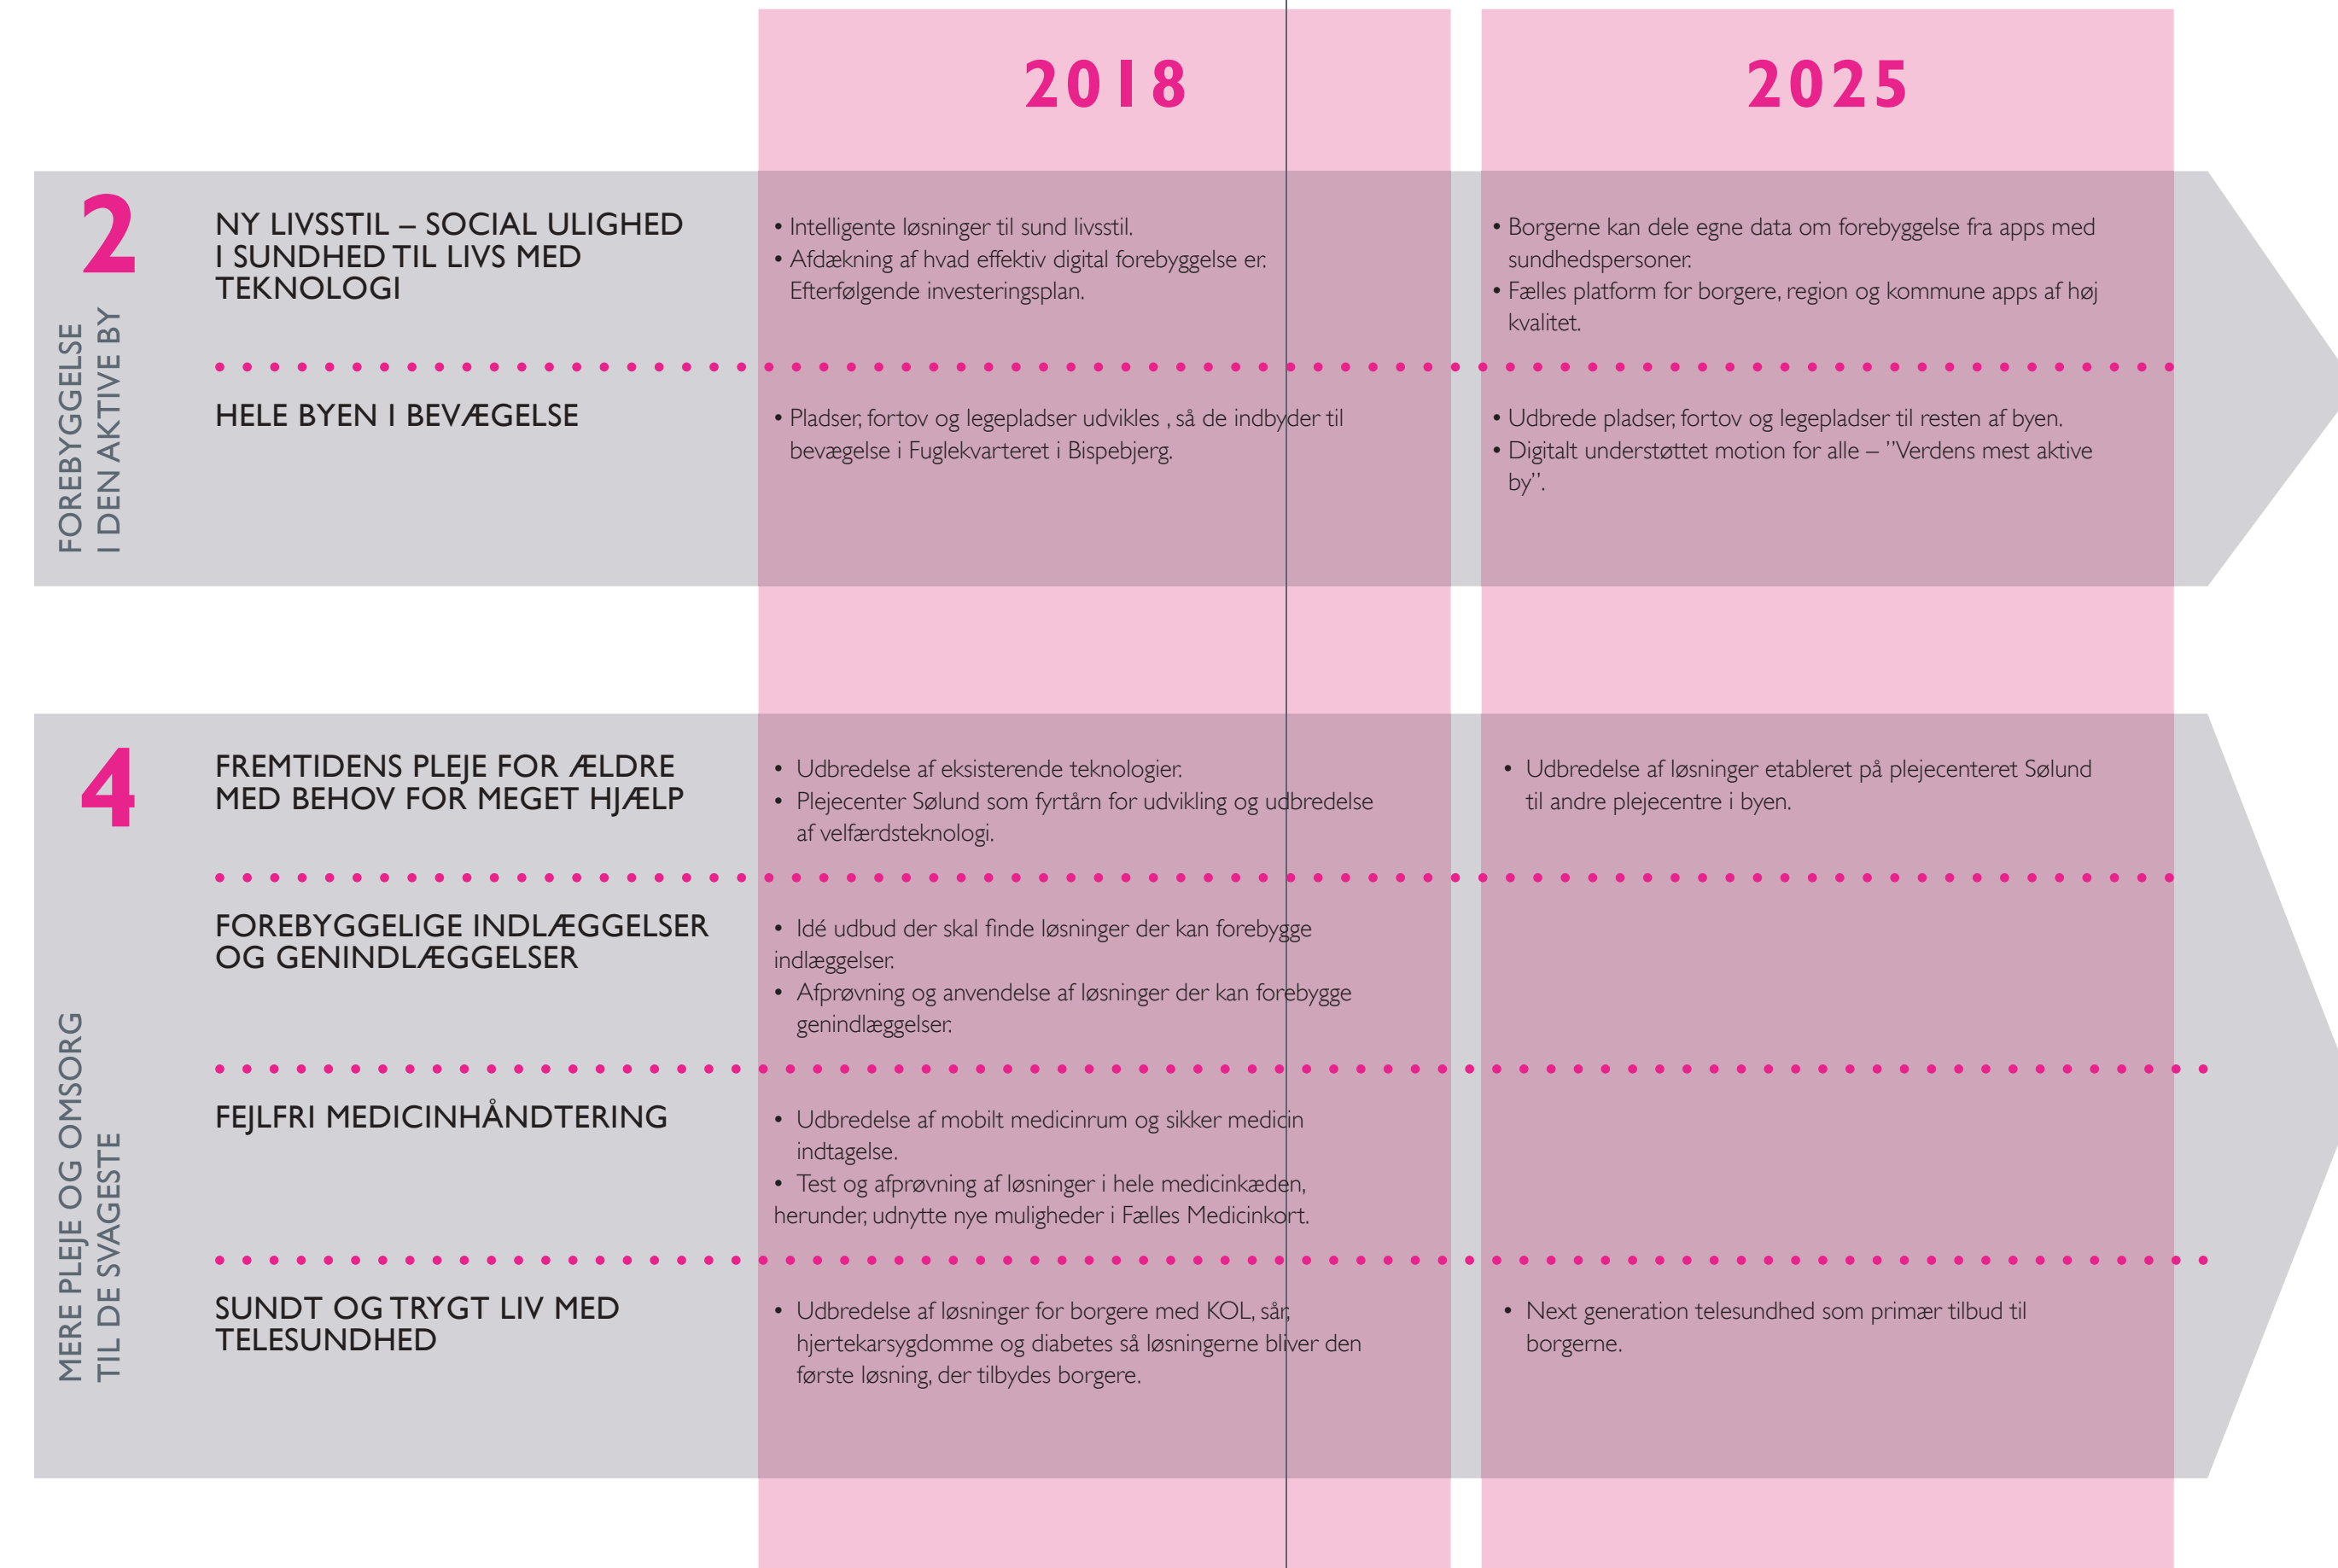 2018
2025
2
FOREBYGGELSE
I DEN AKTIVE BY
NY LIVSSTIL – SOCIAL ULIGHED
I SUNDHED TIL LIVS MED
TEKNOLOGI
• Intelligente løsninger til sund livsstil.
• Afdækning af hvad effektiv digital forebyggelse er.
Efterfølgende investeringsplan.
• Borgerne kan dele egne data om forebyggelse fra apps med
sundhedspersoner.
• Fælles platform for borgere, region og kommune apps af høj
kvalitet.
HELE BYEN I BEVÆGELSE
• Pladser, fortov og legepladser udvikles , så de indbyder til
bevægelse i Fuglekvarteret i Bispebjerg.
• Udbrede pladser, fortov og legepladser til resten af byen.
• Digitalt understøttet motion for alle – ”Verdens mest aktive
by”.
4
MERE PLEJE OG OMSORG
TIL DE SVAGESTE
FREMTIDENS PLEJE FOR ÆLDRE
MED BEHOV FOR MEGET HJÆLP
• Udbredelse af eksisterende teknologier.
• Plejecenter Sølund som fyrtårn for udvikling og udbredelse
af velfærdsteknologi.
• Udbredelse af løsninger etableret på plejecenteret Sølund
til andre plejecentre i byen.
FOREBYGGELIGE INDLÆGGELSER
OG GENINDLÆGGELSER
• Idé udbud der skal finde løsninger der kan forebygge
indlæggelser.
• Afprøvning og anvendelse af løsninger der kan forebygge
genindlæggelser.
FEJLFRI MEDICINHÅNDTERING
• Udbredelse af mobilt medicinrum og sikker medicin
indtagelse.
• Test og afprøvning af løsninger i hele medicinkæden,
herunder, udnytte nye muligheder i Fælles Medicinkort.
SUNDT OG TRYGT LIV MED
TELESUNDHED
• Udbredelse af løsninger for borgere med KOL, sår,
hjertekarsygdomme og diabetes så løsningerne bliver den
første løsning, der tilbydes borgere.
• Next generation telesundhed som primær tilbud til
borgerne.